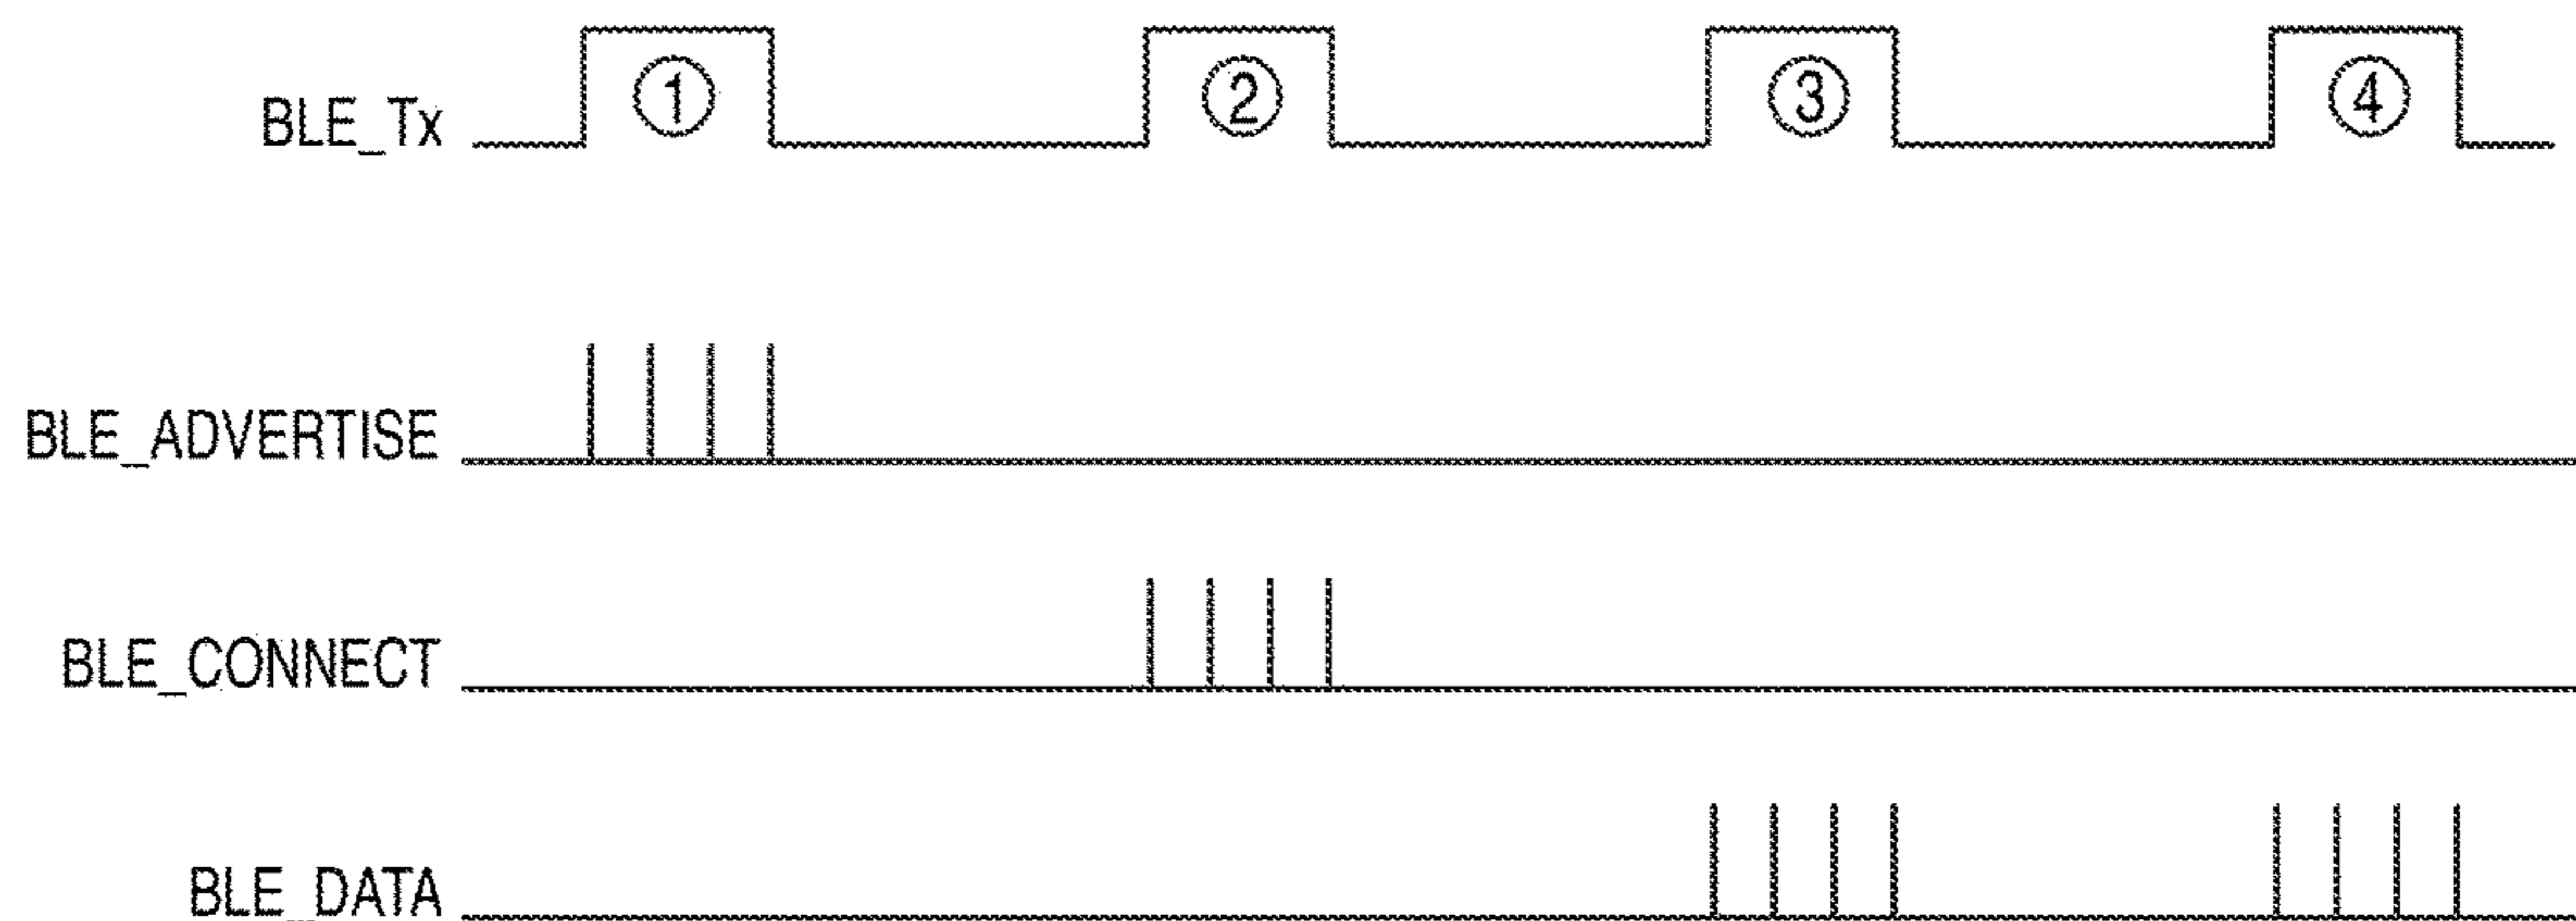 BLE_Tx ① ② ③ ④
BLE_ADVERTISE
BLE_CONNECT
BLE_DATA